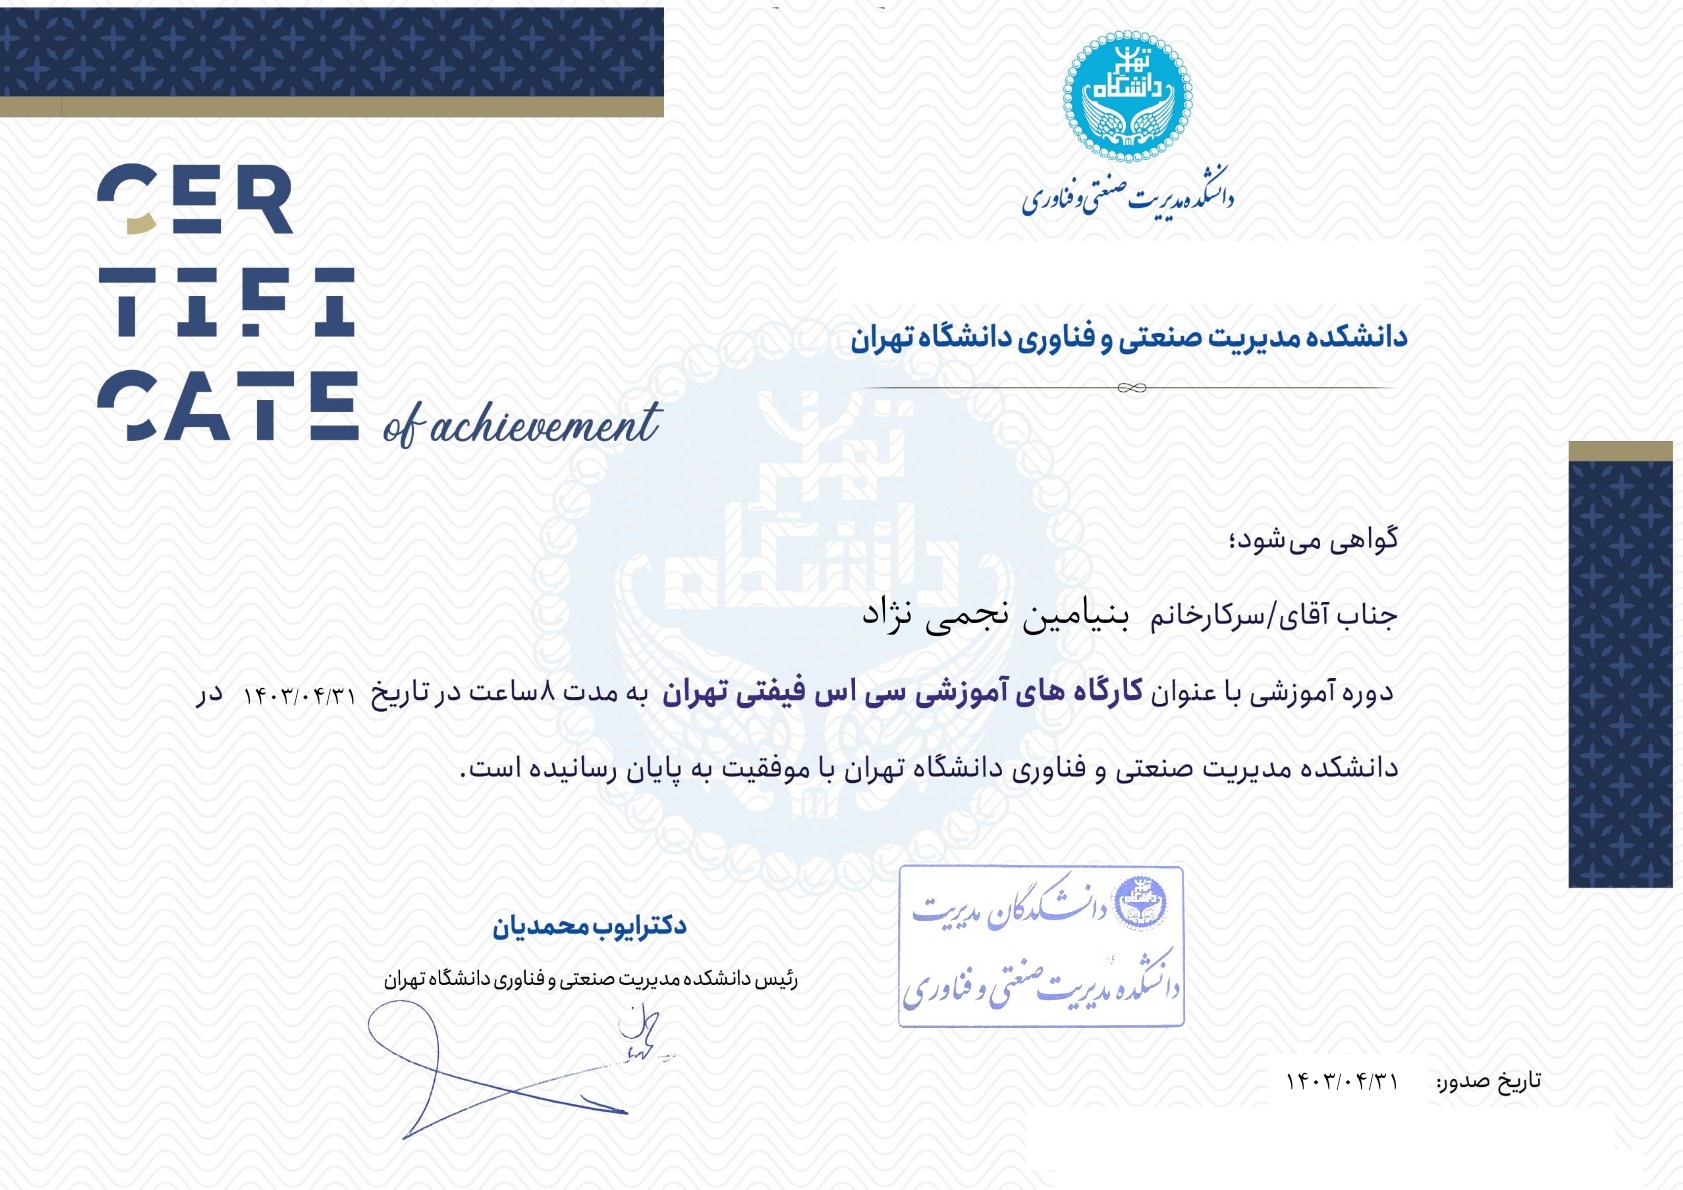 CER
TIFI
CATE of achievement
تهران
دانشگاه
دانشکده مدیریت صنعتی و فناوری
دانشکده مدیریت صنعتی و فناوری دانشگاه تهران
تهران
دانشگاه
گواهی می‌شود؛
جناب آقای/سرکارخانم بنیامین نجمی نژاد
دوره آموزشی با عنوان کارگاه های آموزشی سی اس فیفتی تهران به مدت ۸ساعت در تاریخ ۱۴۰۳/۰۴/۳۱ در
دانشکده مدیریت صنعتی و فناوری دانشگاه تهران با موفقیت به پایان رسانیده است.
دانشکدگان مدیریت
دانشکده مدیریت صنعتی و فناوری
دکترایوب محمدیان
رئیس دانشکده مدیریت صنعتی و فناوری دانشگاه تهران
تاریخ صدور: ۱۴۰۳/۰۴/۳۱